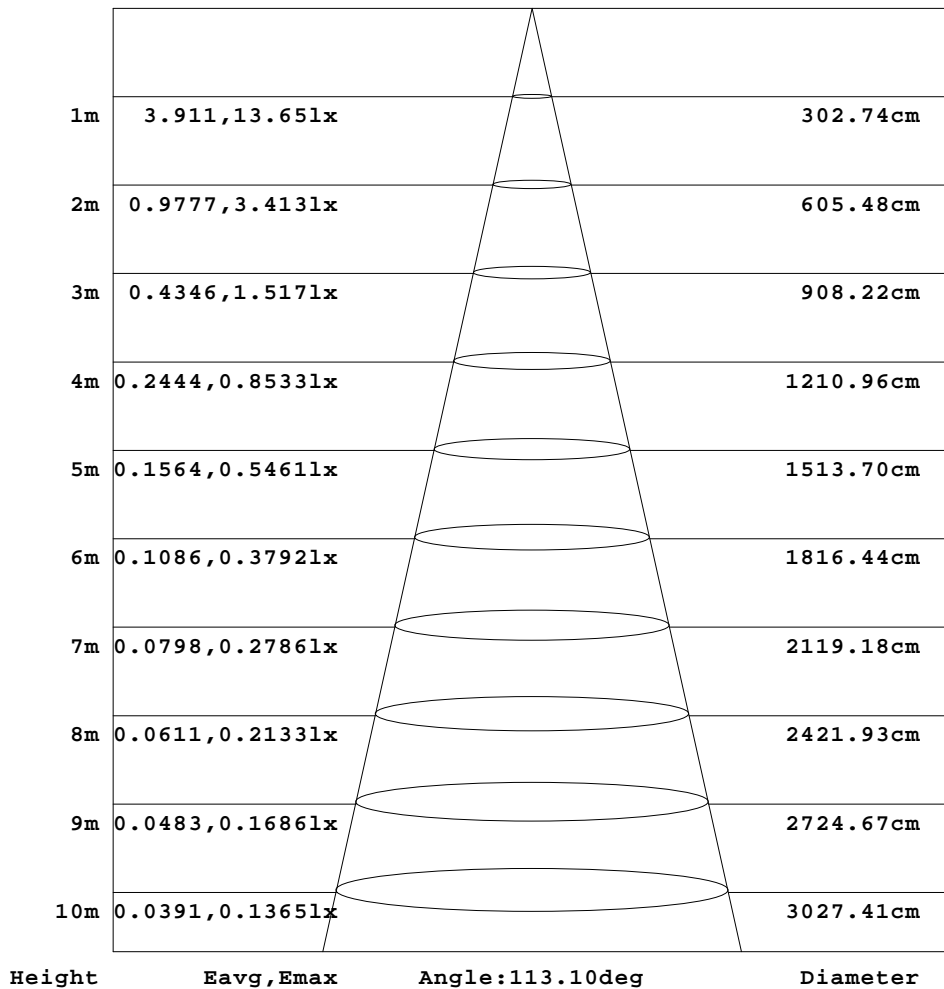 1m 3.911,13.65lx 302.74cm
2m 0.9777,3.413lx 605.48cm
3m 0.4346,1.517lx 908.22cm
4m 0.2444,0.8533lx 1210.96cm
5m 0.1564,0.5461lx 1513.70cm
6m 0.1086,0.3792lx 1816.44cm
7m 0.0798,0.2786lx 2119.18cm
8m 0.0611,0.2133lx 2421.93cm
9m 0.0483,0.1686lx 2724.67cm
10m 0.0391,0.1365lx 3027.41cm
Height Eavg,Emax Angle:113.10deg Diameter